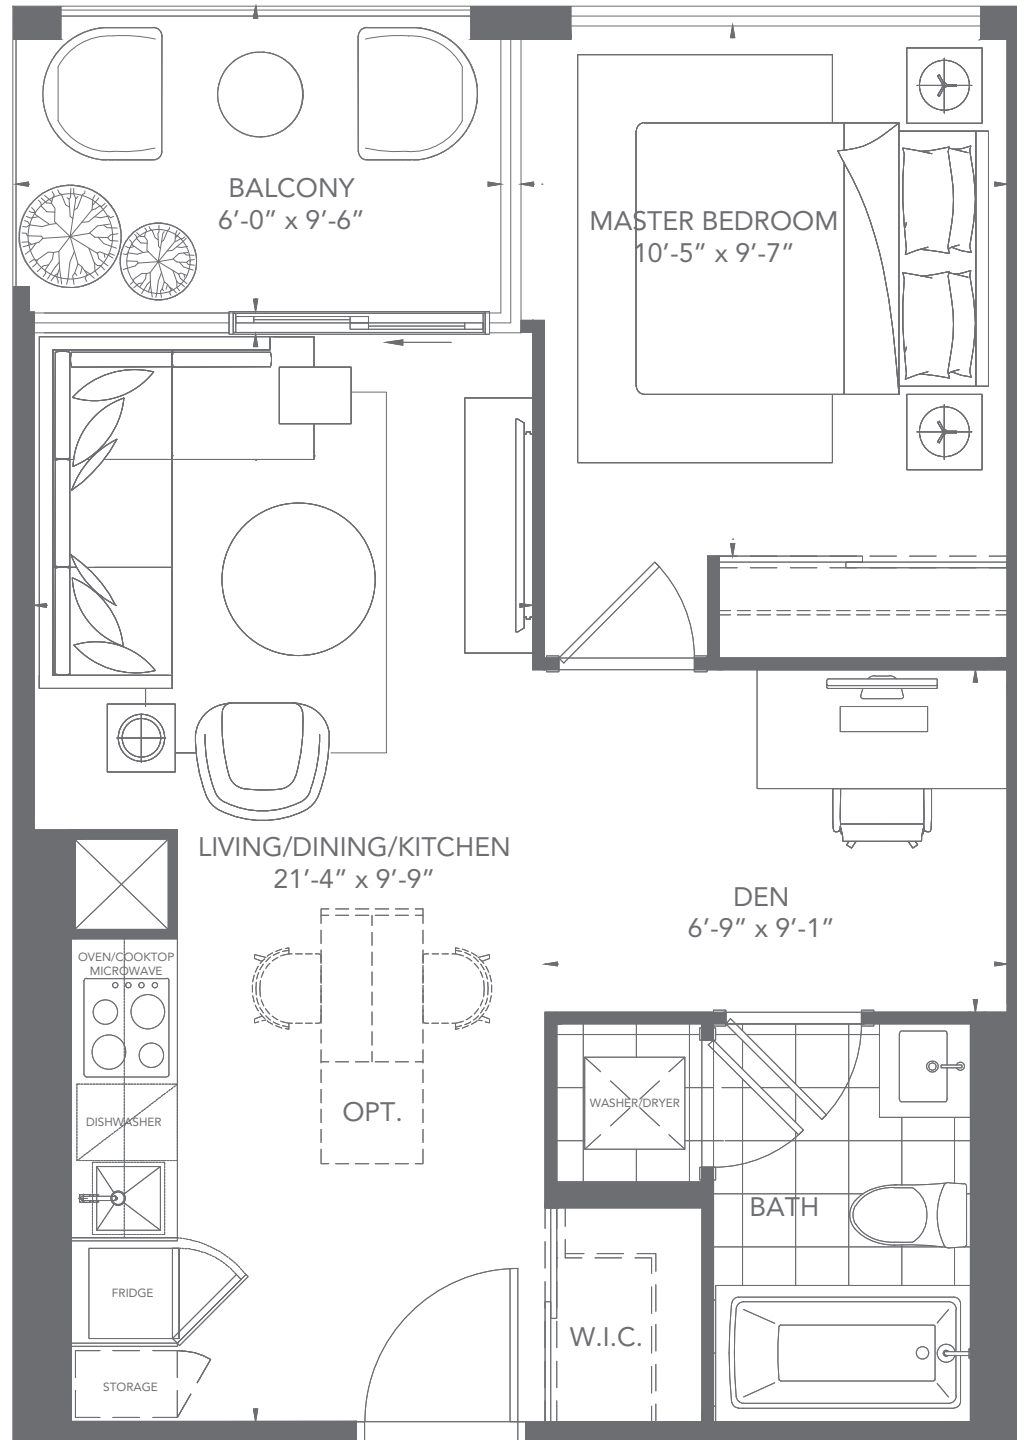 BALCONY
6’-0” x 9’-6”
MASTER BEDROOM
10’-5” x 9’-7”
LIVING/DINING/KITCHEN
21’-4” x 9’-9”
DEN
6’-9” x 9’-1”
OVEN/COOKTOP
MICROWAVE
DISHWASHER
OPT.
WASHER/DRYER
BATH
FRIDGE
W.I.C.
STORAGE